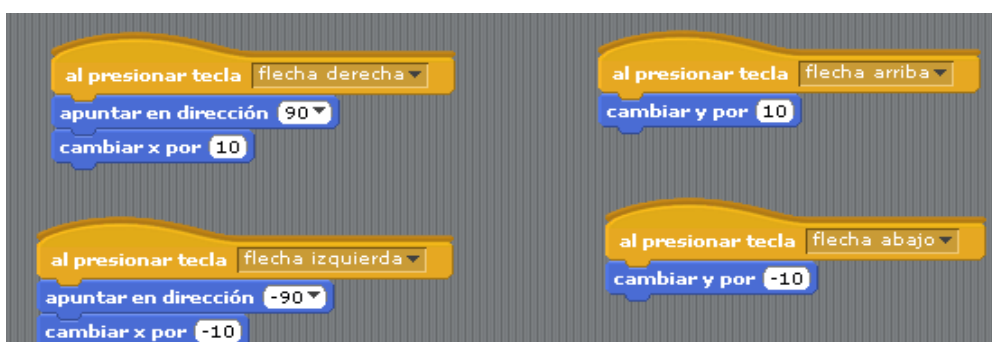 al presionar tecla flecha derecha
apuntar en dirección 90
cambiar x por 10
al presionar tecla flecha izquierda
apuntar en dirección -90
cambiar x por -10
al presionar tecla flecha arriba
cambiar y por 10
al presionar tecla flecha abajo
cambiar y por -10